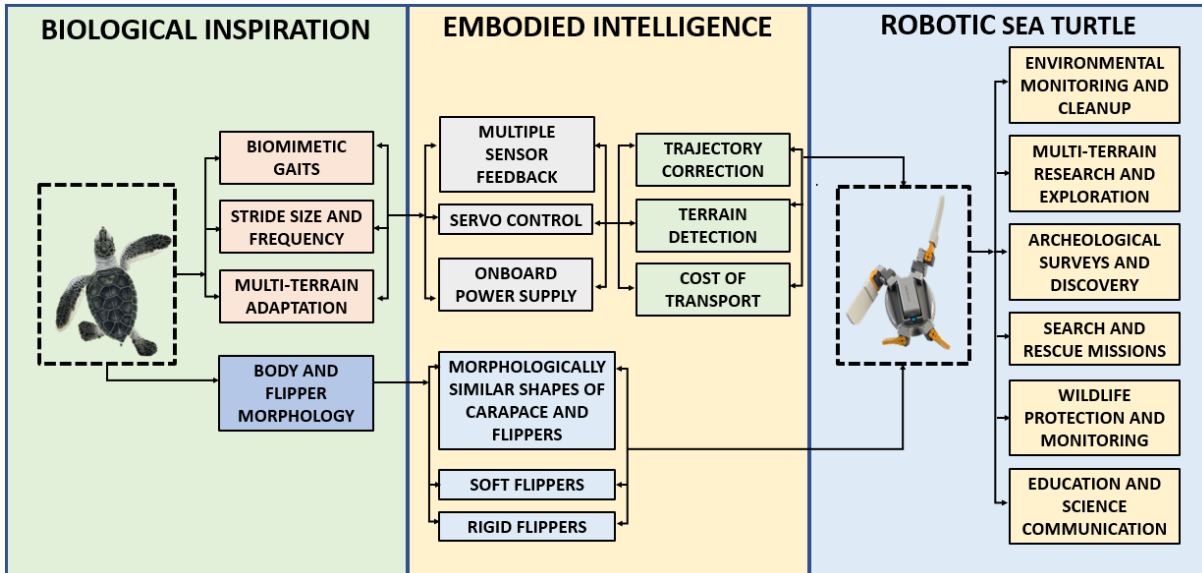 BIOLOGICAL INSPIRATION
BIOMIMETIC
GAITS
STRIDE SIZE AND
FREQUENCY
MULTI-TERRAIN
ADAPTATION
BODY AND
FLIPPER
MORPHOLOGY
EMBODIED INTELLIGENCE
MULTIPLE
SENSOR
FEEDBACK
SERVO CONTROL
ONBOARD
POWER SUPPLY
TRAJECTORY
CORRECTION
TERRAIN
DETECTION
COST OF
TRANSPORT
MORPHOLOGICALLY
SIMILAR SHAPES OF
CARAPACE AND
FLIPPERS
SOFT FLIPPERS
RIGID FLIPPERS
ROBOTIC SEA TURTLE
ENVIRONMENTAL
MONITORING AND
CLEANUP
MULTI-TERRAIN
RESEARCH AND
EXPLORATION
ARCHEOLOGICAL
SURVEYS AND
DISCOVERY
SEARCH AND
RESCUE MISSIONS
WILDLIFE
PROTECTION AND
MONITORING
EDUCATION AND
SCIENCE
COMMUNICATION